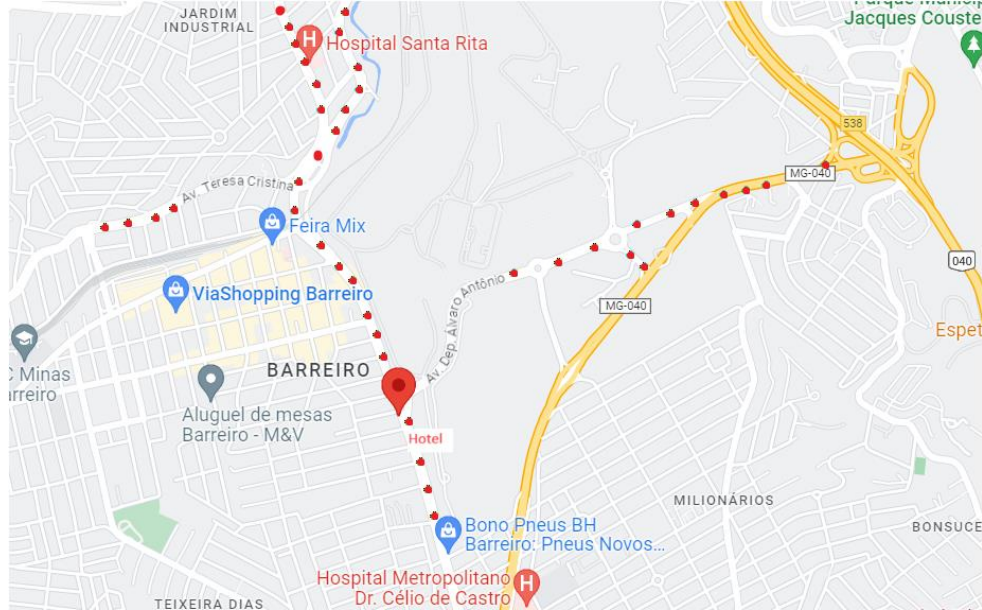 JARDIM
INDUSTRIAL
Hospital Santa Rita
Jacques Couste
538
MG-040
Av. Teresa Cristina
Feira Mix
040
ViaShopping Barreiro
Av. Dep. Álvaro Antônio
MG-040
Espet
C Minas
arreiro
BARREIRO
Aluguel de mesas
Barreiro - M&V
Hotel
MILIONÁRIOS
Bono Pneus BH
Barreiro: Pneus Novos...
BONSUCE
Hospital Metropolitano
Dr. Célio de Castro
TEIXEIRA DIAS